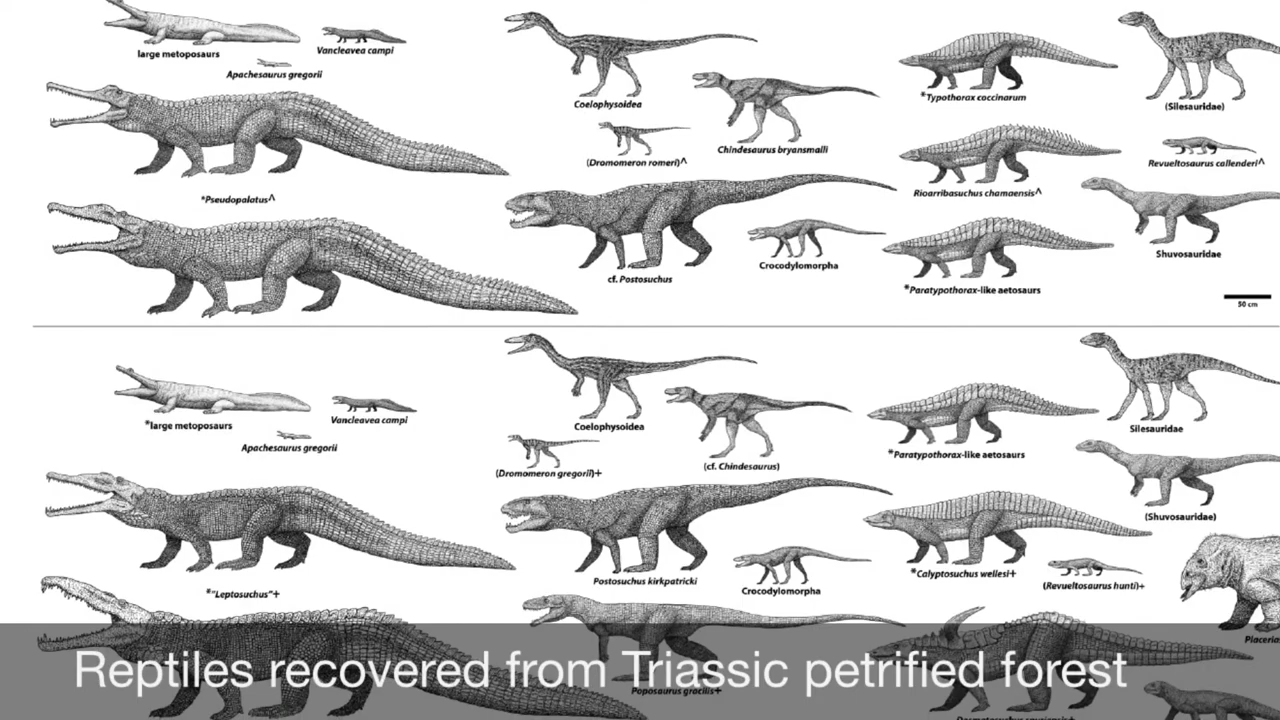 large metoposaurs
Vancleavea campi
Apachesaurus gregorii
*Pseudopalatus^
Coelophysoidea
(Dromomeron romeri)^
Chindesaurus bryansmalli
cf. Postosuchus
Crocodylomorpha
*Typothorax coccinarum
Rioarribasuchus chamaensis^
*Paratypothorax-like aetosaurs
(Silesauridae)
Revueltosaurus callenderi^
Shuvosauridae
50 cm
*large metoposaurs
Vancleavea campi
Apachesaurus gregorii
*"Leptosuchus"+
Coelophysoidea
(Dromomeron gregorii)+
(cf. Chindesaurus)
Postosuchus kirkpatricki
Crocodylomorpha
Poposaurus gracilis+
*Paratypothorax-like aetosaurs
*Calyptosuchus wellesi+
(Revueltosaurus hunti)+
Silesauridae
(Shuvosauridae)
Placeria
Reptiles recovered from Triassic petrified forest